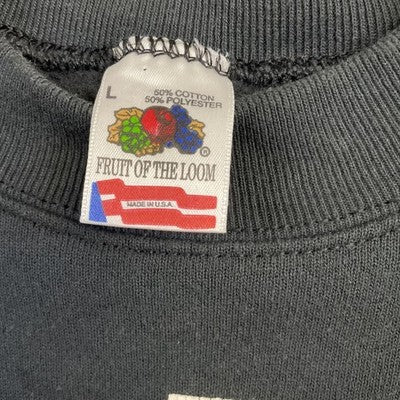 L
50% COTTON
50% POLYESTER
FRUIT OF THE LOOM
®
MADE IN U.S.A.